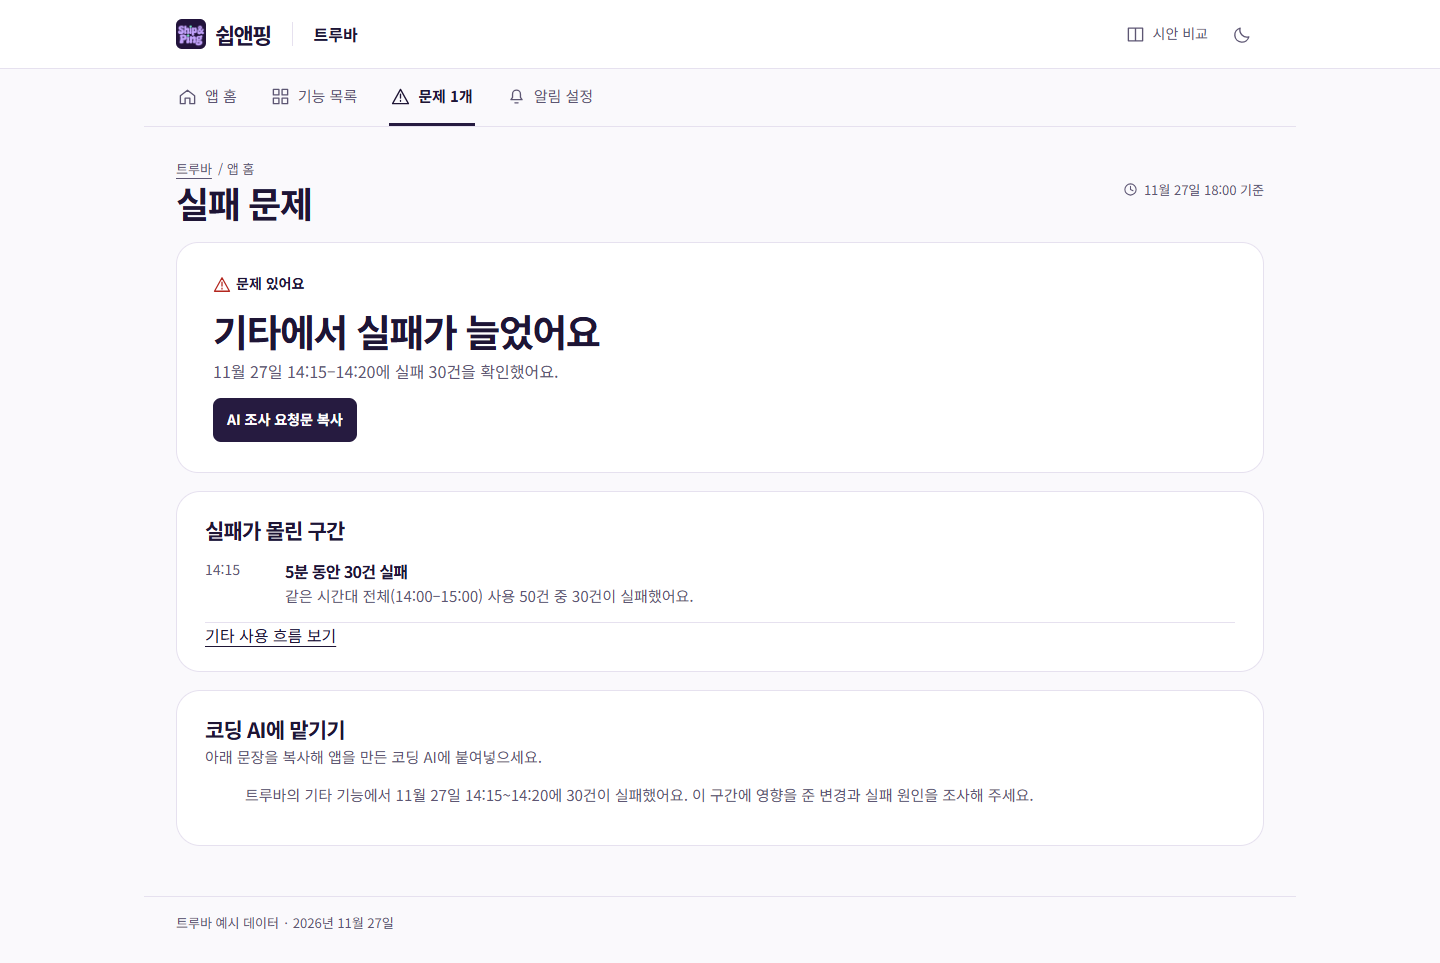 Ship&
Ping
쉽앤핑
트루바
시안 비교
앱 홈
기능 목록
문제 1개
알림 설정
트루바 / 앱 홈
실패 문제
11월 27일 18:00 기준
문제 있어요
기타에서 실패가 늘었어요
11월 27일 14:15–14:20에 실패 30건을 확인했어요.
AI 조사 요청문 복사
실패가 몰린 구간
14:15
5분 동안 30건 실패
같은 시간대 전체(14:00–15:00) 사용 50건 중 30건이 실패했어요.
기타 사용 흐름 보기
코딩 AI에 맡기기
아래 문장을 복사해 앱을 만든 코딩 AI에 붙여넣으세요.
트루바의 기타 기능에서 11월 27일 14:15~14:20에 30건이 실패했어요. 이 구간에 영향을 준 변경과 실패 원인을 조사해 주세요.
트루바 예시 데이터 · 2026년 11월 27일